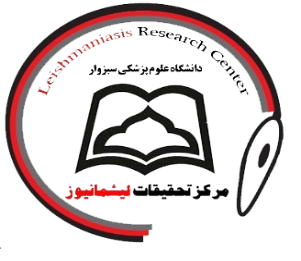 Leishmaniasis Research Center
دانشگاه علوم پزشکی سبزوار
مرکز تحقیقات لیشمانیوز